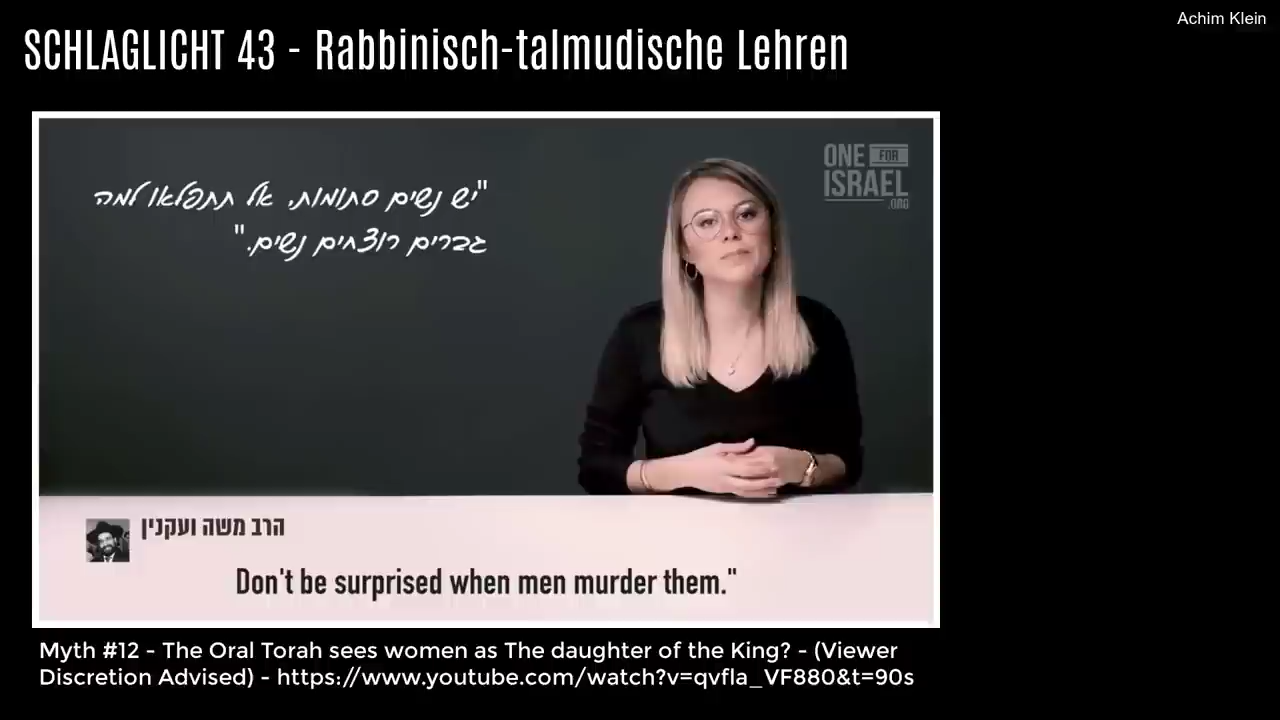 Achim Klein
SCHLAGLICHT 43 - Rabbinisch-talmudische Lehren
ONE FOR
ISRAEL
.ORG
"יש נשים סתומות, אל תתפלאו למה
גברים רוצחים נשים."
הרב משה ועקנין
Don't be surprised when men murder them."
Myth #12 - The Oral Torah sees women as The daughter of the King? - (Viewer
Discretion Advised) - https://www.youtube.com/watch?v=qvfla_VF880&t=90s